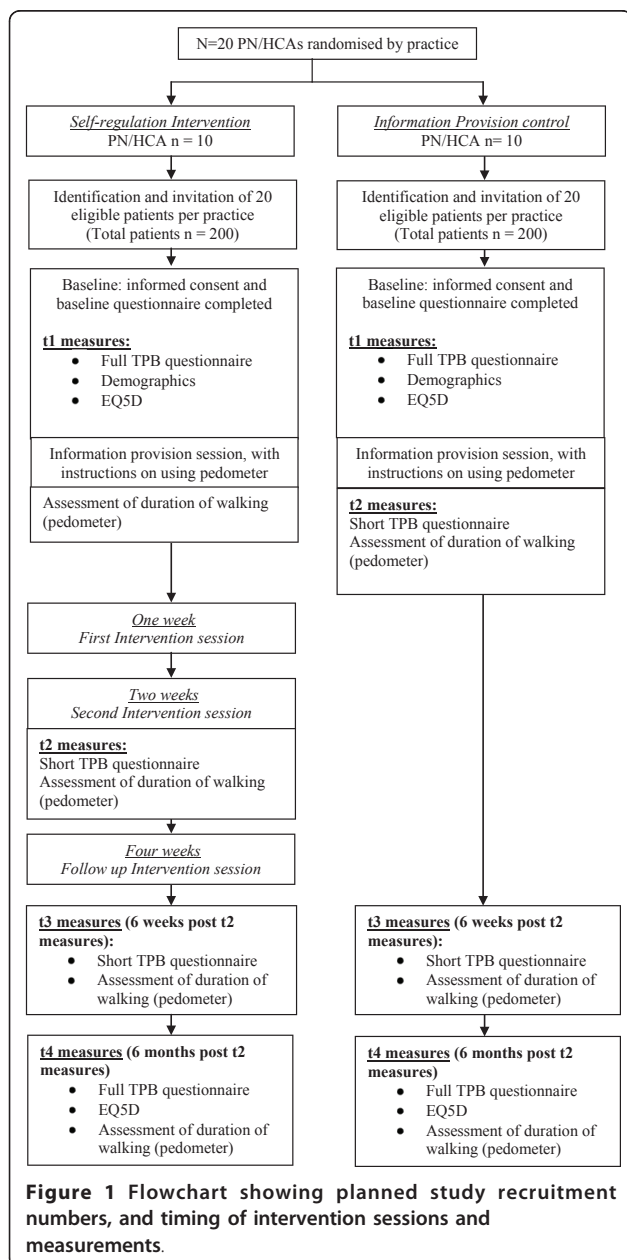 N=20 PN/HCAs randomised by practice
Self-regulation Intervention
PN/HCA n = 10
Identification and invitation of 20
eligible patients per practice
(Total patients n = 200)
Baseline: informed consent and
baseline questionnaire completed
t1 measures:
● Full TPB questionnaire
● Demographics
● EQ5D
Information provision session, with
instructions on using pedometer
Assessment of duration of walking
(pedometer)
One week
First Intervention session
Two weeks
Second Intervention session
t2 measures:
Short TPB questionnaire
Assessment of duration of walking
(pedometer)
Four weeks
Follow up Intervention session
t3 measures (6 weeks post t2
measures):
● Short TPB questionnaire
● Assessment of duration of
walking (pedometer)
t4 measures (6 months post t2
measures)
● Full TPB questionnaire
● EQ5D
● Assessment of duration of
walking (pedometer)
Information Provision control
PN/HCA n= 10
Identification and invitation of 20
eligible patients per practice
(Total patients n = 200)
Baseline: informed consent and
baseline questionnaire completed
t1 measures:
● Full TPB questionnaire
● Demographics
● EQ5D
Information provision session, with
instructions on using pedometer
t2 measures:
Short TPB questionnaire
Assessment of duration of walking
(pedometer)
t3 measures (6 weeks post t2
measures):
● Short TPB questionnaire
● Assessment of duration of
walking (pedometer)
t4 measures (6 months post t2
measures)
● Full TPB questionnaire
● EQ5D
● Assessment of duration of
walking (pedometer)
Figure 1 Flowchart showing planned study recruitment
numbers, and timing of intervention sessions and
measurements.